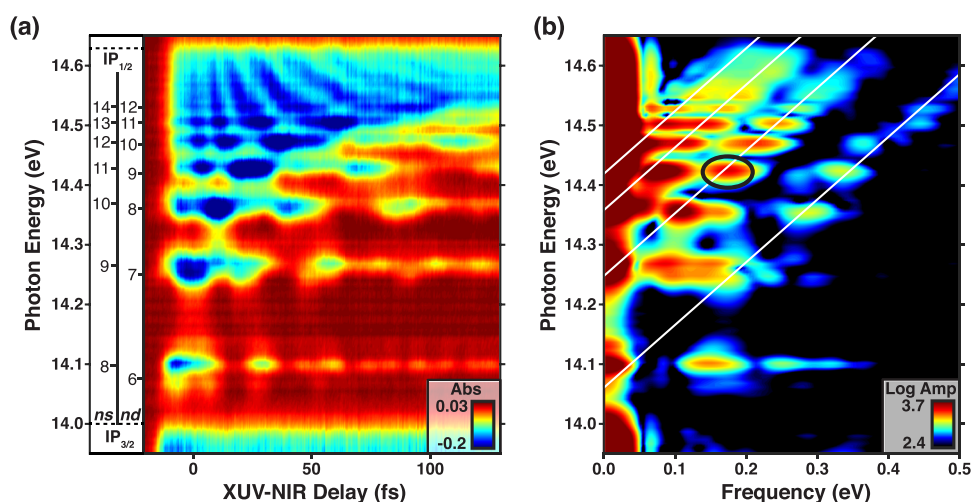 (a)
Photon Energy (eV)
14.6
14.5
14.4
14.3
14.2
14.1
14.0
IP1/2
14 12
13 11
12 10
11 9
10 8
9 7
8 6
ns nd
IP3/2
Abs
0.03
-0.2
0 50 100
XUV-NIR Delay (fs)
(b)
Photon Energy (eV)
14.6
14.5
14.4
14.3
14.2
14.1
14.0
Log Amp
3.7
2.4
0.0 0.1 0.2 0.3 0.4 0.5
Frequency (eV)